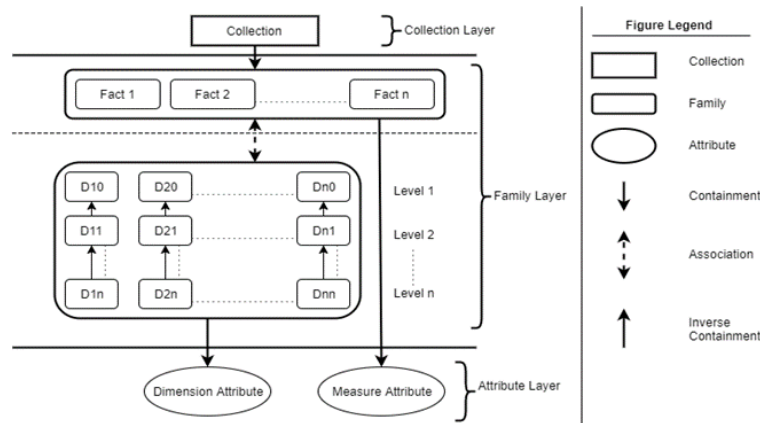 Collection
Collection Layer
Fact 1
Fact 2
Fact n
D10
D20
Dn0
Level 1
D11
D21
Dn1
Level 2
D1n
D2n
Dnn
Level n
Family Layer
Dimension Attribute
Measure Attribute
Attribute Layer
Figure Legend
Collection
Family
Attribute
Containment
Association
Inverse
Containment